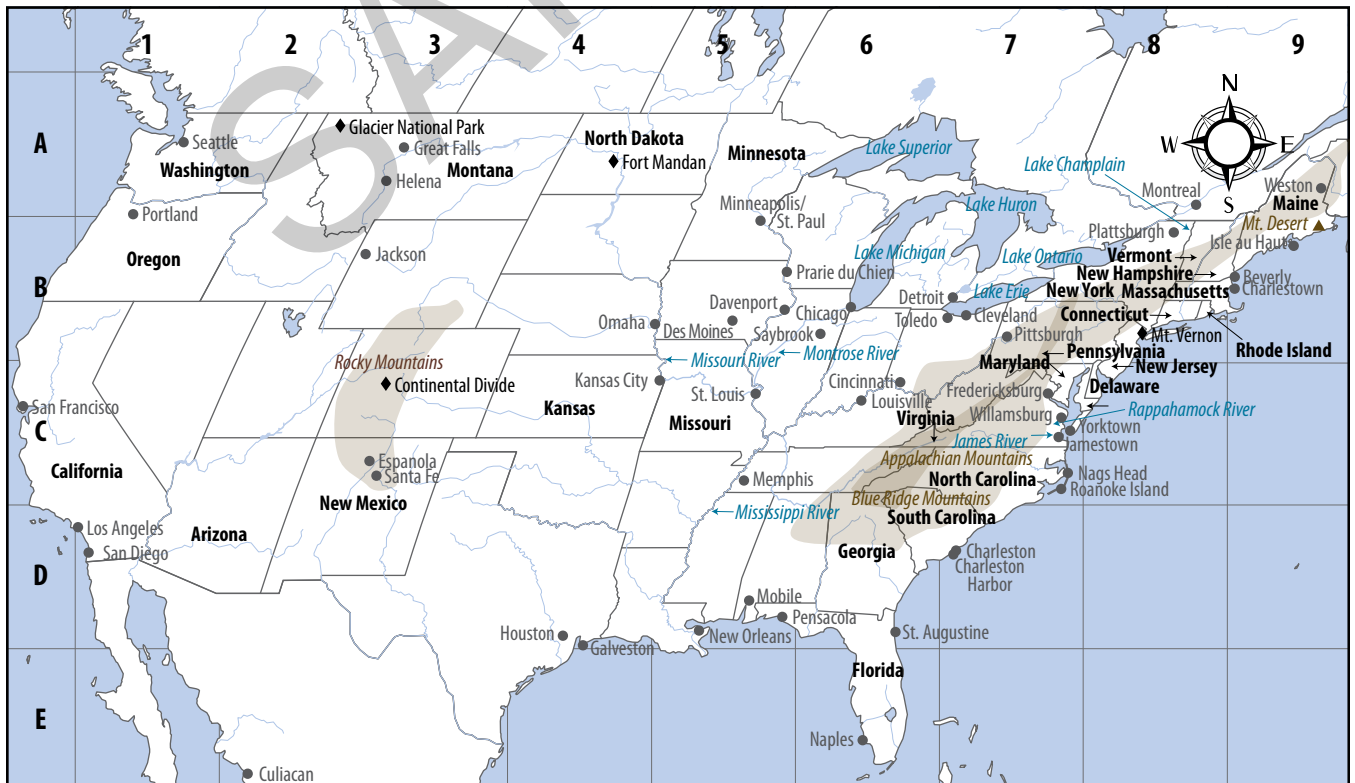 SAM
1 2 3 4 5 6 7 8 9
A
B
C
D
E
N
W E
S
Seattle
Washington
Glacier National Park
Great Falls
Montana
Helena
North Dakota
Fort Mandan
Minnesota
Minneapolis/
St. Paul
Lake Superior
Lake Huron
Lake Michigan
Lake Ontario
Lake Erie
Lake Champlain
Montreal
Weston
Maine
Mt. Desert
Isle au Haut
Plattsburgh
Vermont
New Hampshire
New York
Massachusetts
Beverly
Charlestown
Connecticut
Mt. Vernon
Rhode Island
Portland
Oregon
Jackson
Prarie du Chien
Davenport
Chicago
Detroit
Toledo
Cleveland
Pittsburgh
Omaha
Des Moines
Saybrook
Rocky Mountains
Continental Divide
Missouri River
Montrose River
Maryland
Pennsylvania
New Jersey
Delaware
Kansas City
St. Louis
Cincinnati
Louisville
Fredericksburg
Willamsburg
Rappahamock River
San Francisco
California
Kansas
Missouri
Virginia
James River
Yorktown
Jamestown
Appalachian Mountains
Espanola
Santa Fe
New Mexico
Memphis
North Carolina
Nags Head
Roanoke Island
Blue Ridge Mountains
Mississippi River
South Carolina
Los Angeles
San Diego
Arizona
Georgia
Charleston
Charleston
Harbor
Mobile
Pensacola
Houston
Galveston
New Orleans
St. Augustine
Florida
Naples
Culiacan